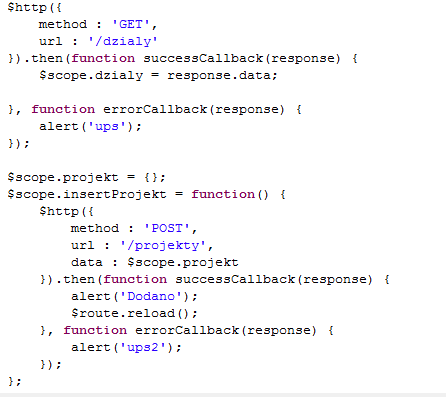 $http({
    method : 'GET',
    url : '/dzialy'
}).then(function successCallback(response) {
    $scope.dzialy = response.data;

}, function errorCallback(response) {
    alert('ups');
});

$scope.projekt = {};
$scope.insertProjekt = function() {
    $http({
        method : 'POST',
        url : '/projekty',
        data : $scope.projekt
    }).then(function successCallback(response) {
        alert('Dodano');
        $route.reload();
    }, function errorCallback(response) {
        alert('ups2');
    });
};